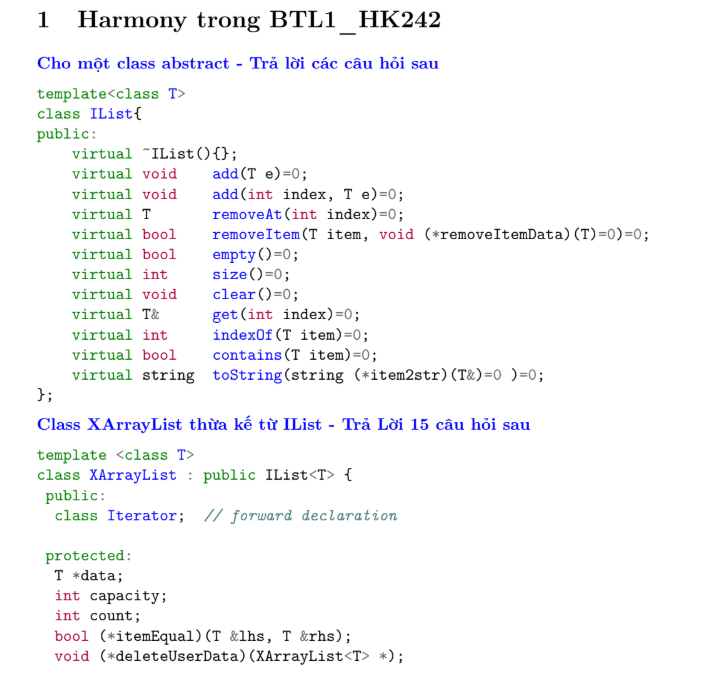 1 Harmony trong BTL1_HK242
Cho một class abstract - Trả lời các câu hỏi sau
template<class T>
class IList{
public:
    virtual ~IList(){};
    virtual void    add(T e)=0;
    virtual void    add(int index, T e)=0;
    virtual T       removeAt(int index)=0;
    virtual bool    removeItem(T item, void (*removeItemData)(T)=0)=0;
    virtual bool    empty()=0;
    virtual int     size()=0;
    virtual void    clear()=0;
    virtual T&      get(int index)=0;
    virtual int     indexOf(T item)=0;
    virtual bool    contains(T item)=0;
    virtual string  toString(string (*item2str)(T&)=0 )=0;
};
Class XArrayList thừa kế từ IList - Trả Lời 15 câu hỏi sau
template <class T>
class XArrayList : public IList<T> {
 public:
  class Iterator;  // forward declaration
 protected:
  T *data;
  int capacity;
  int count;
  bool (*itemEqual)(T &lhs, T &rhs);
  void (*deleteUserData)(XArrayList<T> *);